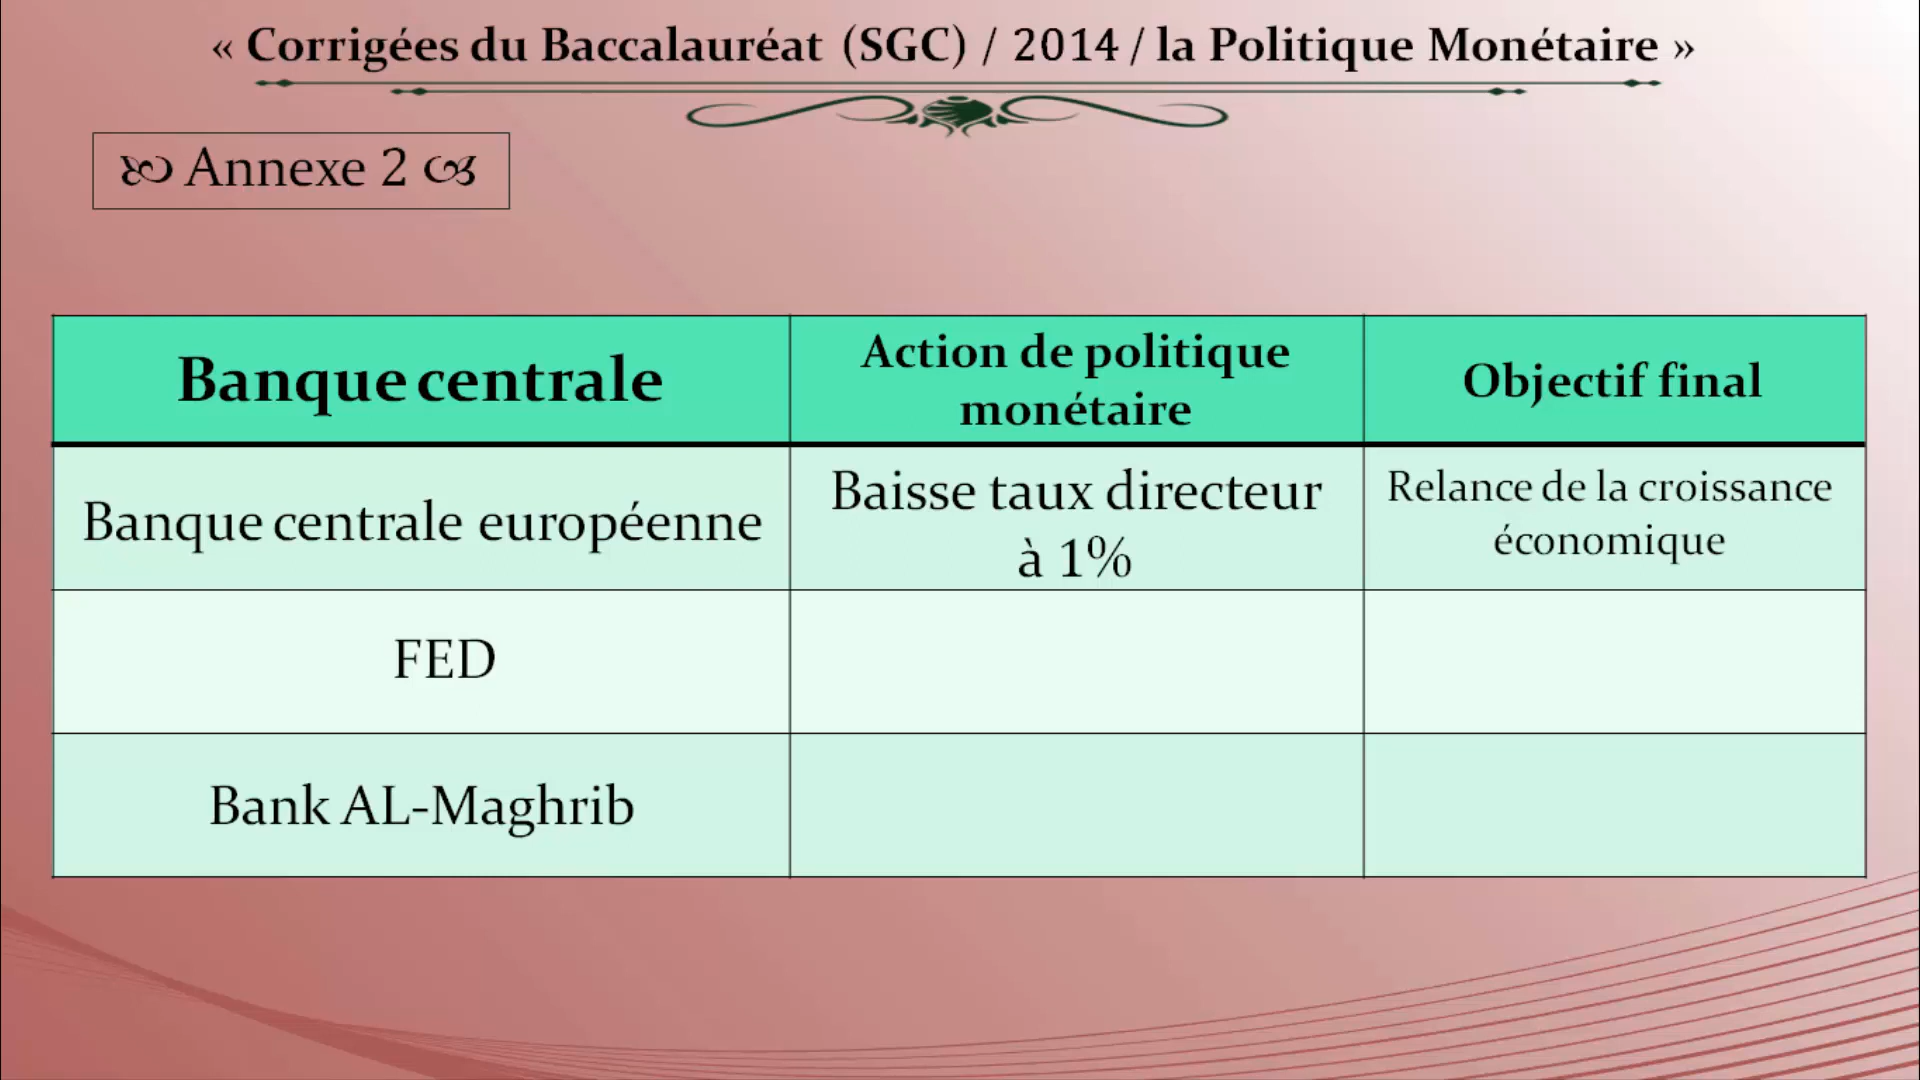 « Corrigées du Baccalauréat (SGC) / 2014 / la Politique Monétaire »
Annexe 2
Banque centrale
Action de politique
monétaire
Objectif final
Banque centrale européenne
Baisse taux directeur
à 1%
Relance de la croissance
économique
FED
Bank AL-Maghrib